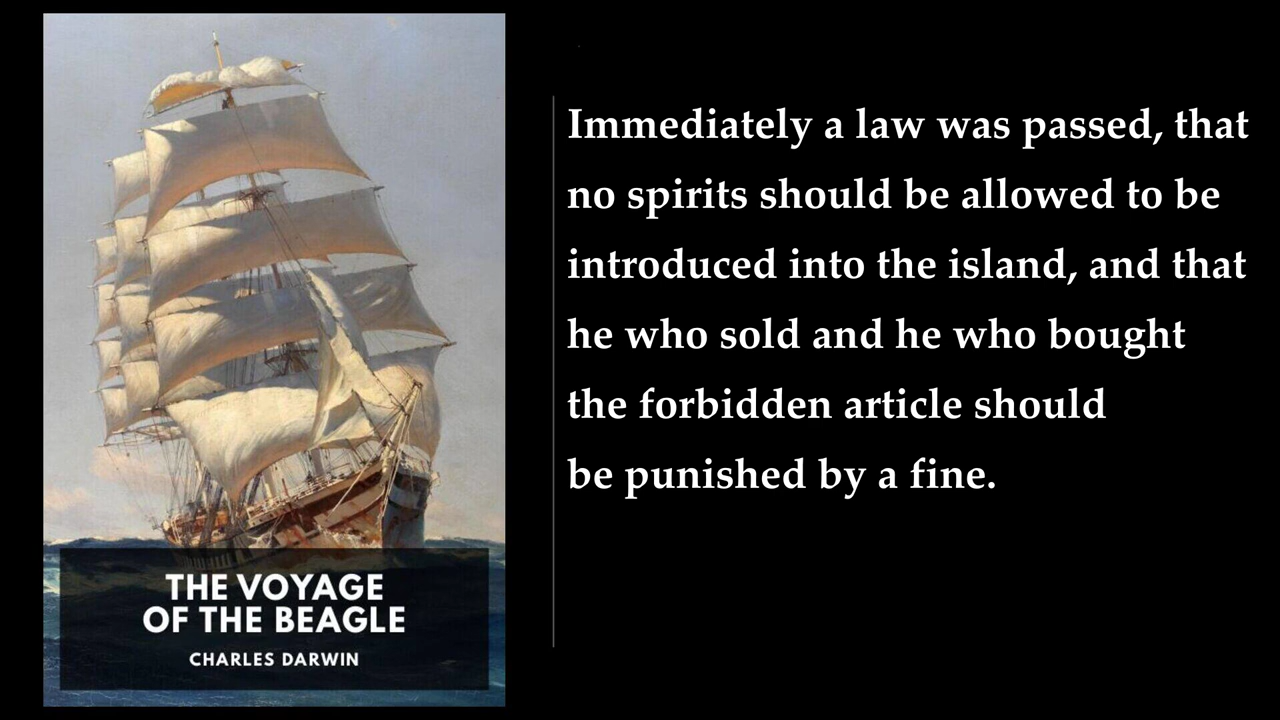 THE VOYAGE
OF THE BEAGLE
CHARLES DARWIN
Immediately a law was passed, that
no spirits should be allowed to be
introduced into the island, and that
he who sold and he who bought
the forbidden article should
be punished by a fine.